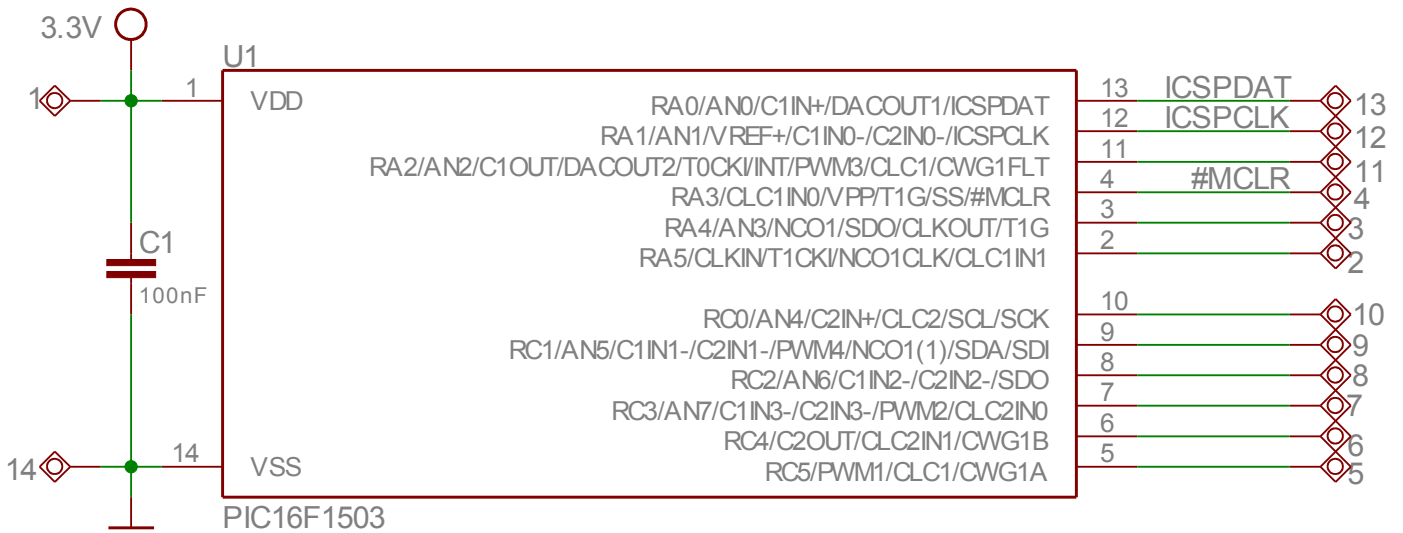 3.3V
U1
1 1 VDD
RA0/AN0/C1IN+/DACOUT1/ICSPDAT 13 ICSPDAT 13
RA1/AN1/VREF+/C1IN0-/C2IN0-/ICSPCLK 12 ICSPCLK 12
RA2/AN2/C1OUT/DACOUT2/T0CKI/INT/PWM3/CLC1/CWG1FLT 11 11
RA3/CLC1IN0/VPP/T1G/SS/#MCLR 4 #MCLR 4
RA4/AN3/NCO1/SDO/CLKOUT/T1G 3 3
RA5/CLKIN/T1CKI/NCO1CLK/CLC1IN1 2 2
C1
100nF
RC0/AN4/C2IN+/CLC2/SCL/SCK 10 10
RC1/AN5/C1IN1-/C2IN1-/PWM4/NCO1(1)/SDA/SDI 9 9
RC2/AN6/C1IN2-/C2IN2-/SDO 8 8
RC3/AN7/C1IN3-/C2IN3-/PWM2/CLC2IN0 7 7
RC4/C2OUT/CLC2IN1/CWG1B 6 6
14 14 VSS
RC5/PWM1/CLC1/CWG1A 5 5
PIC16F1503